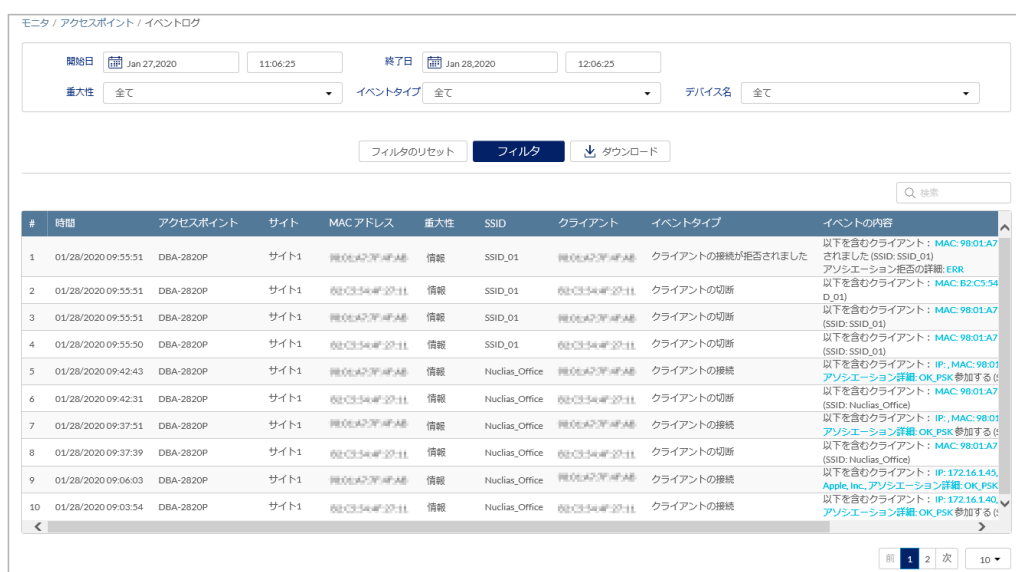 モニタ / アクセスポイント / イベントログ
開始日 Jan 27,2020 11:06:25 終了日 Jan 28,2020 12:06:25
重大性 全て イベントタイプ 全て デバイス名 全て
フィルタのリセット フィルタ ダウンロード
検索
# 時間 アクセスポイント サイト MAC アドレス 重大性 SSID クライアント イベントタイプ イベントの内容
以下を含むクライアント： MAC: 98:01:A7
1 01/28/2020 09:55:51 DBA-2820P サイト1 情報 SSID_01 クライアントの接続が拒否されました されました (SSID: SSID_01)
アソシエーション拒否の詳細: ERR
2 01/28/2020 09:55:51 DBA-2820P サイト1 情報 SSID_01 クライアントの切断 以下を含むクライアント： MAC: B2:C5:54
D_01)
3 01/28/2020 09:55:51 DBA-2820P サイト1 情報 SSID_01 クライアントの切断 以下を含むクライアント： MAC: 98:01:A7
(SSID: SSID_01)
4 01/28/2020 09:55:50 DBA-2820P サイト1 情報 SSID_01 クライアントの切断 以下を含むクライアント： MAC: 98:01:A7
(SSID: SSID_01)
5 01/28/2020 09:42:43 DBA-2820P サイト1 情報 Nuclias_Office クライアントの接続 以下を含むクライアント： IP: , MAC: 98:01
アソシエーション詳細: OK_PSK 参加する (S
6 01/28/2020 09:42:31 DBA-2820P サイト1 情報 Nuclias_Office クライアントの切断 以下を含むクライアント： MAC: 98:01:A7
(SSID: Nuclias_Office)
7 01/28/2020 09:37:51 DBA-2820P サイト1 情報 Nuclias_Office クライアントの接続 以下を含むクライアント： IP: , MAC: 98:01
アソシエーション詳細: OK_PSK 参加する (S
8 01/28/2020 09:37:39 DBA-2820P サイト1 情報 Nuclias_Office クライアントの切断 以下を含むクライアント： MAC: 98:01:A7
(SSID: Nuclias_Office)
9 01/28/2020 09:06:03 DBA-2820P サイト1 情報 Nuclias_Office クライアントの接続 以下を含むクライアント： IP: 172.16.1.45,
Apple, Inc., アソシエーション詳細: OK_PSK
10 01/28/2020 09:03:54 DBA-2820P サイト1 情報 Nuclias_Office クライアントの接続 以下を含むクライアント： IP: 172.16.1.40,
アソシエーション詳細: OK_PSK 参加する (S
前 1 2 次 10